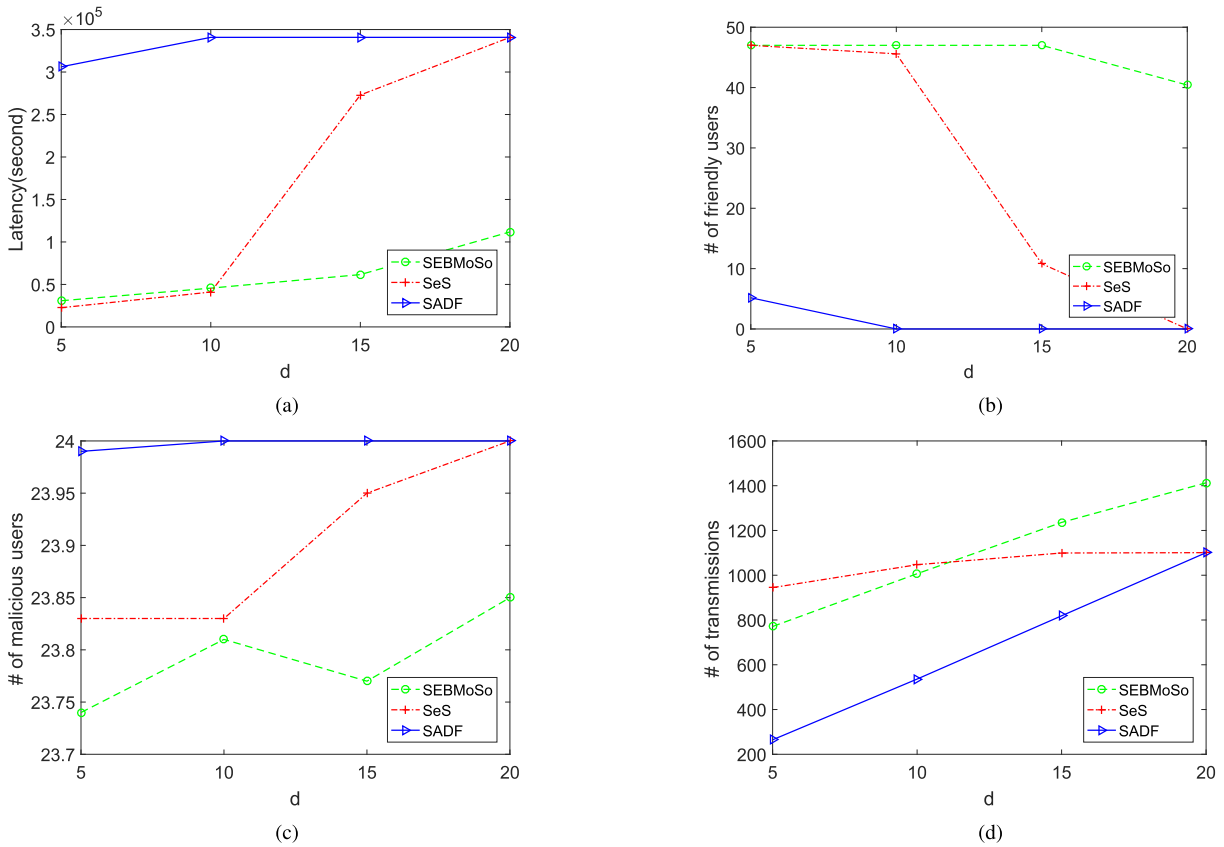 ×10^5
3.5
3
2.5
2
1.5
1
0.5
0
Latency(second)
5 10 15 20
d
SEBMoSo
SeS
SADF
(a)
50
40
30
20
10
0
# of friendly users
5 10 15 20
d
SEBMoSo
SeS
SADF
(b)
24
23.95
23.9
23.85
23.8
23.75
23.7
# of malicious users
5 10 15 20
d
SEBMoSo
SeS
SADF
(c)
1600
1400
1200
1000
800
600
400
200
# of transmissions
5 10 15 20
d
SEBMoSo
SeS
SADF
(d)